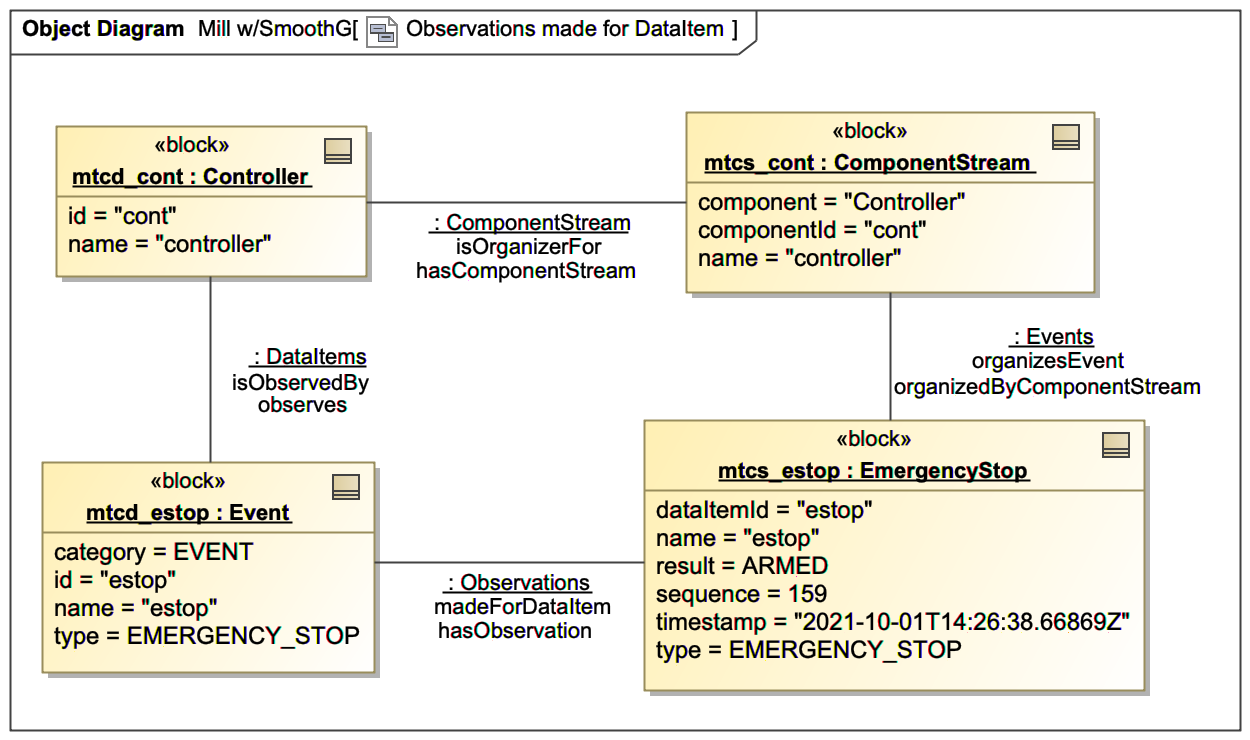 Object Diagram Mill w/SmoothG[ Observations made for DataItem ]
«block»
mtcd_cont : Controller
id = "cont"
name = "controller"
«block»
mtcs_cont : ComponentStream
component = "Controller"
componentId = "cont"
name = "controller"
: ComponentStream
isOrganizerFor
hasComponentStream
: DataItems
isObservedBy
observes
: Events
organizesEvent
organizedByComponentStream
«block»
mtcd_estop : Event
category = EVENT
id = "estop"
name = "estop"
type = EMERGENCY_STOP
: Observations
madeForDataItem
hasObservation
«block»
mtcs_estop : EmergencyStop
dataItemId = "estop"
name = "estop"
result = ARMED
sequence = 159
timestamp = "2021-10-01T14:26:38.66869Z"
type = EMERGENCY_STOP